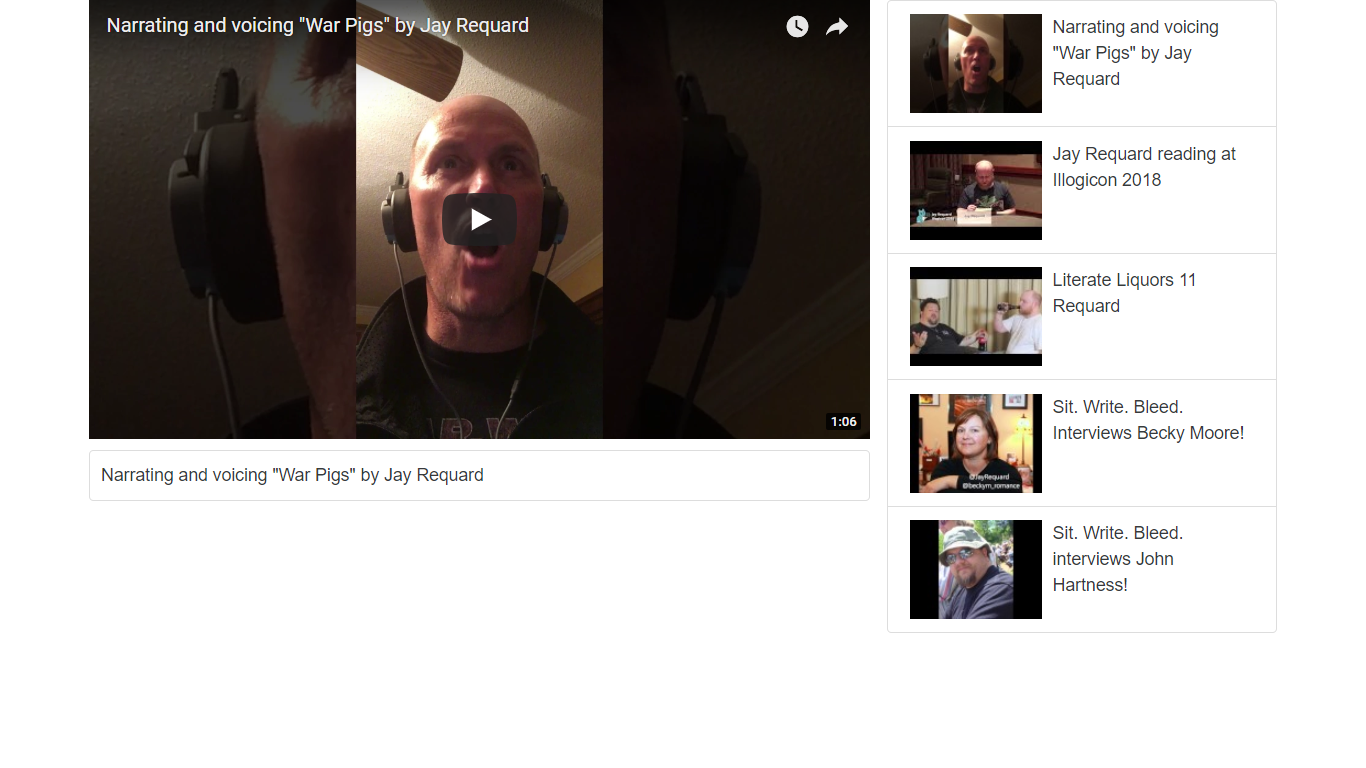 Narrating and voicing "War Pigs" by Jay Requard
1:06
Narrating and voicing "War Pigs" by Jay Requard
Narrating and voicing
"War Pigs" by Jay
Requard
Jay Requard reading at
Illogicon 2018
Literate Liquors 11
Requard
Sit. Write. Bleed.
Interviews Becky Moore!
@JayRequard
@beckym_romance
Sit. Write. Bleed.
interviews John
Hartness!